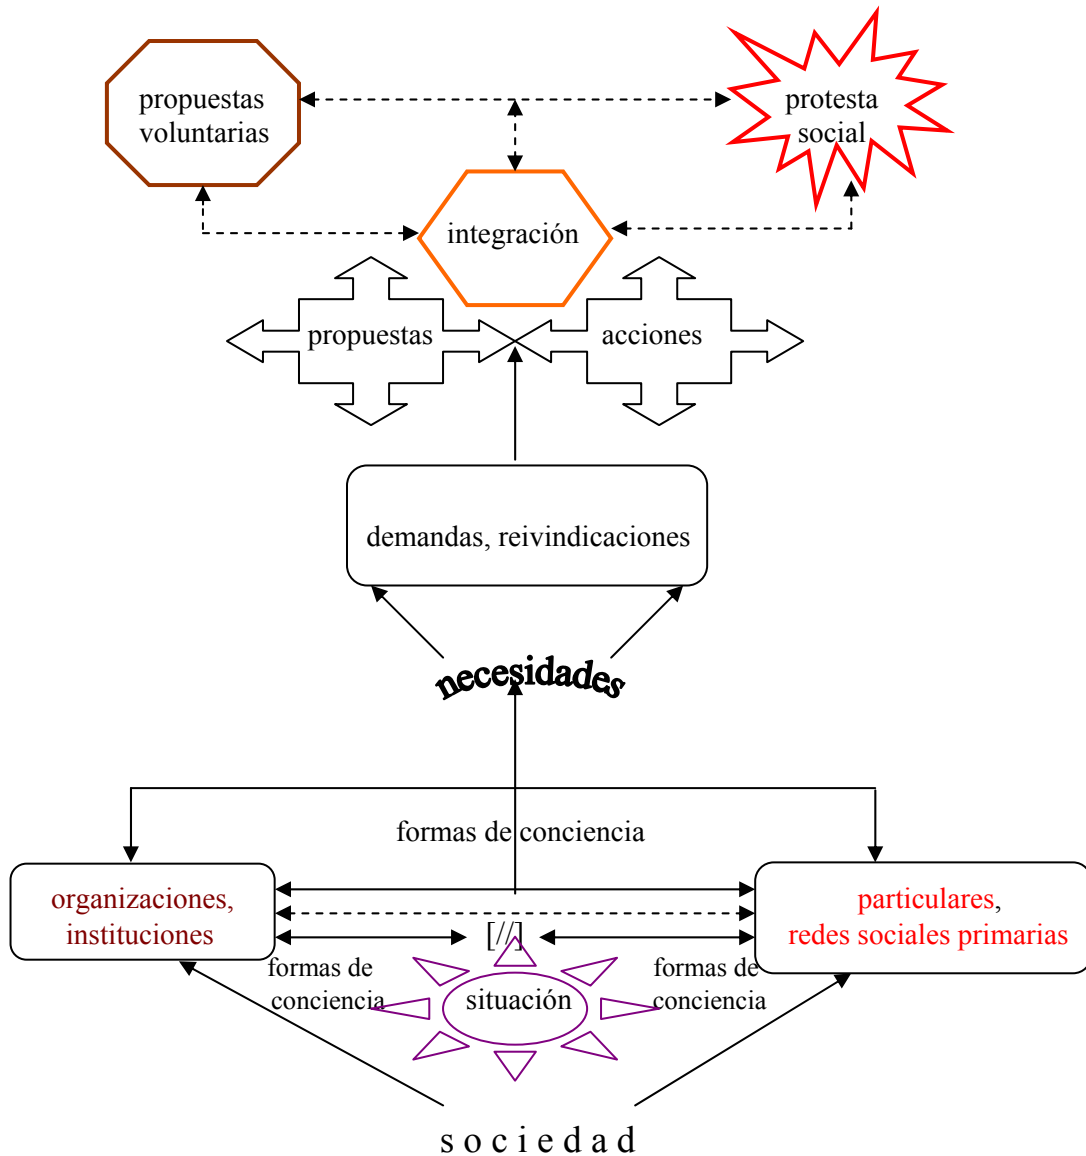 propuestas
voluntarias
protesta
social
integración
propuestas
acciones
demandas, reivindicaciones
necesidades
formas de conciencia
organizaciones,
instituciones
particulares,
redes sociales primarias
[//]
formas de
conciencia
formas de
conciencia
situación
s o c i e d a d